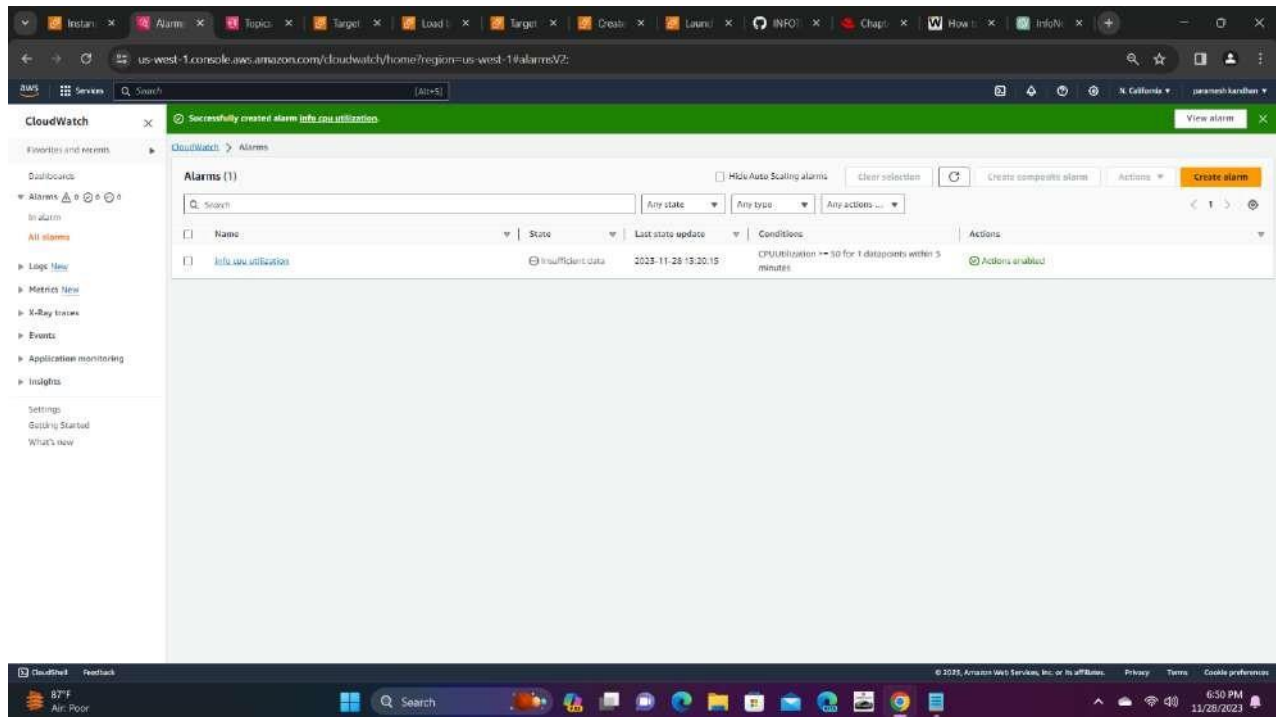 Instan
Alarm
Topics
Target
Load b
Target
Create
Launc
INFO
Chapt
How t
InfoN
us-west-1.console.aws.amazon.com/cloudwatch/home?region=us-west-1#alarmsV2:
aws
Services
Search
[Alt+S]
N. California
paramesh kandhan
CloudWatch
Successfully created alarm info cpu utilization.
View alarm
Favorites and recents
CloudWatch > Alarms
Dashboards
Alarms 0 0 0
In alarm
All alarms
Logs New
Metrics New
X-Ray traces
Events
Application monitoring
Insights
Settings
Getting Started
What's new
Alarms (1)
Hide Auto Scaling alarms
Clear selection
Create composite alarm
Actions
Create alarm
Search
Any state
Any type
Any actions ...
1
Name
State
Last state update
Conditions
Actions
info cpu utilization
Insufficient data
2023-11-28 13:20:15
CPUUtilization >= 50 for 1 datapoints within 5
minutes
Actions enabled
CloudShell
Feedback
© 2023, Amazon Web Services, Inc. or its affiliates.
Privacy
Terms
Cookie preferences
87°F
Air: Poor
Search
6:50 PM
11/28/2023